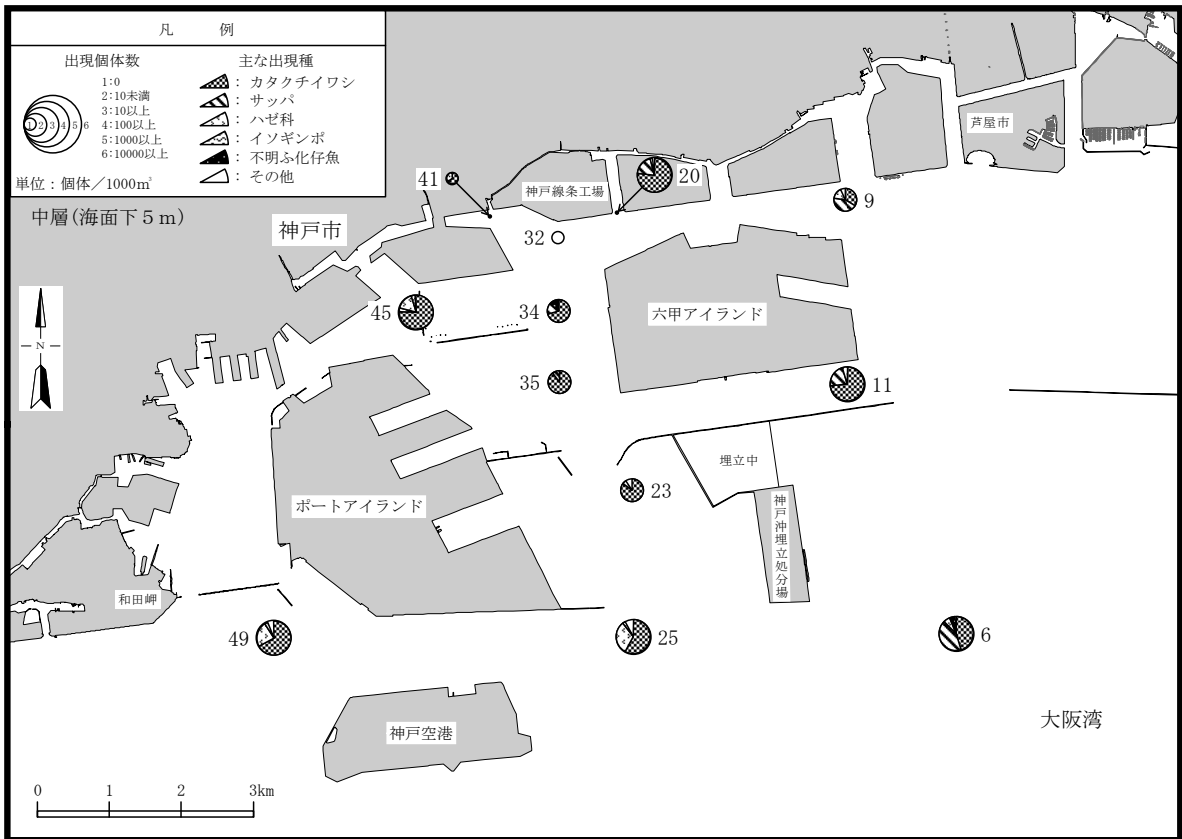 凡 例
出現個体数
1:0
2:10未満
3:10以上
4:100以上
5:1000以上
6:10000以上
1 2 3 4 5 6
単位：個体／1000m³
主な出現種
：カタクチイワシ
：サッパ
：ハゼ科
：イソギンポ
：不明ふ化仔魚
：その他
中層(海面下５m)
神戸市
芦屋市
神戸線条工場
41
20
9
32
45
34
六甲アイランド
35
11
N
埋立中
23
ポートアイランド
神戸沖埋立処分場
和田岬
49
25
6
神戸空港
大阪湾
0 1 2 3km